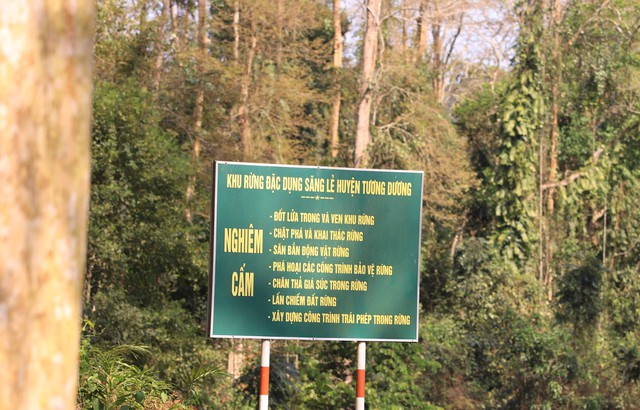 KHU RỪNG ĐẶC DỤNG SĂNG LẺ HUYỆN TƯƠNG DƯƠNG
NGHIÊM CẤM
- ĐỐT LỬA TRONG VÀ VEN KHU RỪNG
- CHẶT PHÁ VÀ KHAI THÁC RỪNG
- SĂN BẮN ĐỘNG VẬT RỪNG
- PHÁ HOẠI CÁC CÔNG TRÌNH BẢO VỆ RỪNG
- CHĂN THẢ GIA SÚC TRONG RỪNG
- LẤN CHIẾM ĐẤT RỪNG
- XÂY DỰNG CÔNG TRÌNH TRÁI PHÉP TRONG RỪNG